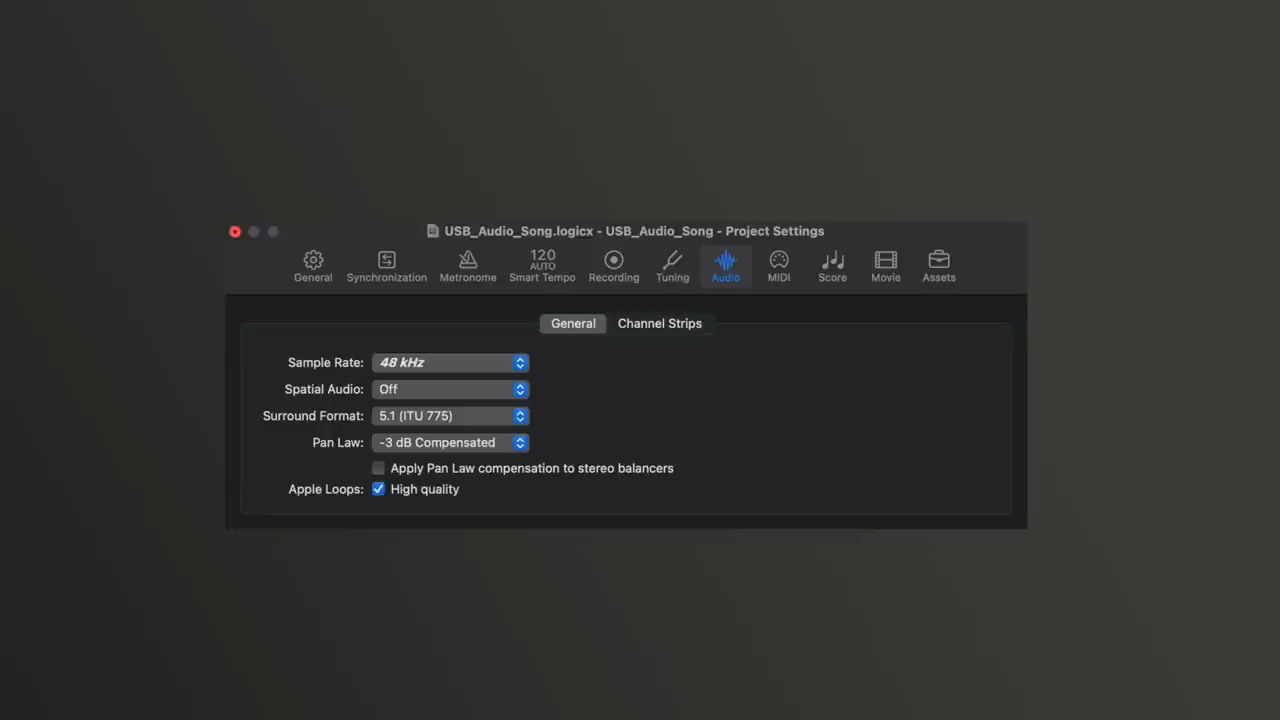 USB_Audio_Song.logicx - USB_Audio_Song - Project Settings
120
AUTO
General Synchronization Metronome Smart Tempo Recording Tuning Audio MIDI Score Movie Assets
General Channel Strips
Sample Rate: 48 kHz
Spatial Audio: Off
Surround Format: 5.1 (ITU 775)
Pan Law: -3 dB Compensated
Apply Pan Law compensation to stereo balancers
Apple Loops: High quality